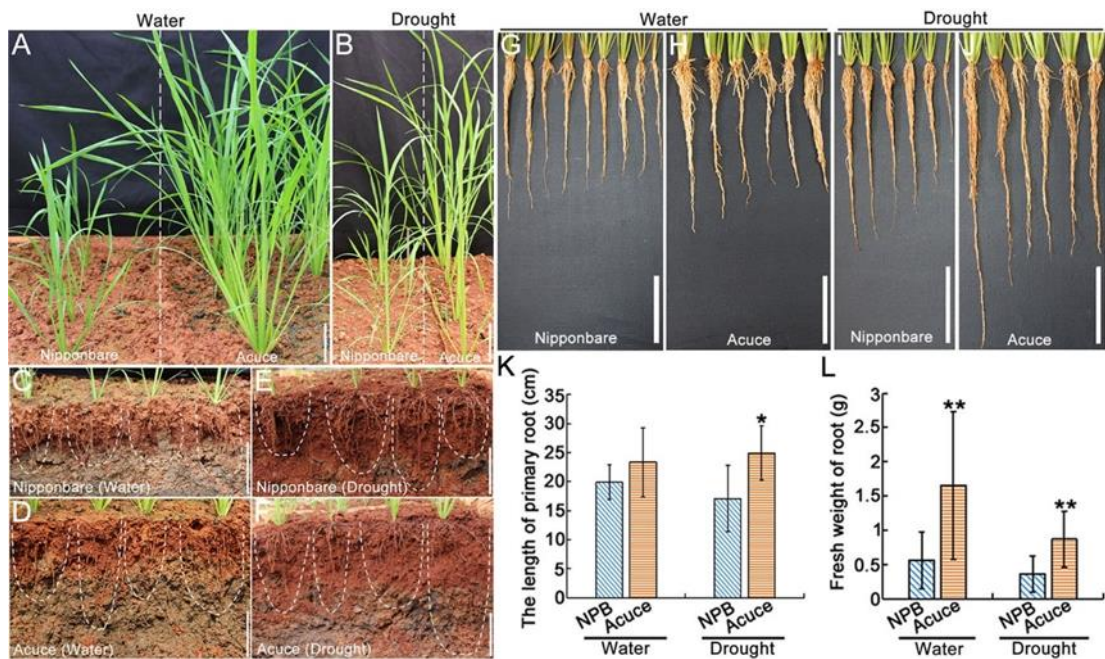 Water
Drought
Water
Drought
A
B
G
H
I
J
Nipponbare
Acuce
Nipponbare
Acuce
Nipponbare
Acuce
Nipponbare
Acuce
C
E
Nipponbare (Water)
Nipponbare (Drought)
D
F
Acuce (Water)
Acuce (Drought)
K
The length of primary root (cm)
35
30
25
20
15
10
5
0
*
NPB
Acuce
NPB
Acuce
Water
Drought
L
Fresh weight of root (g)
3
2.5
2
1.5
1
0.5
0
**
**
NPB
Acuce
NPB
Acuce
Water
Drought